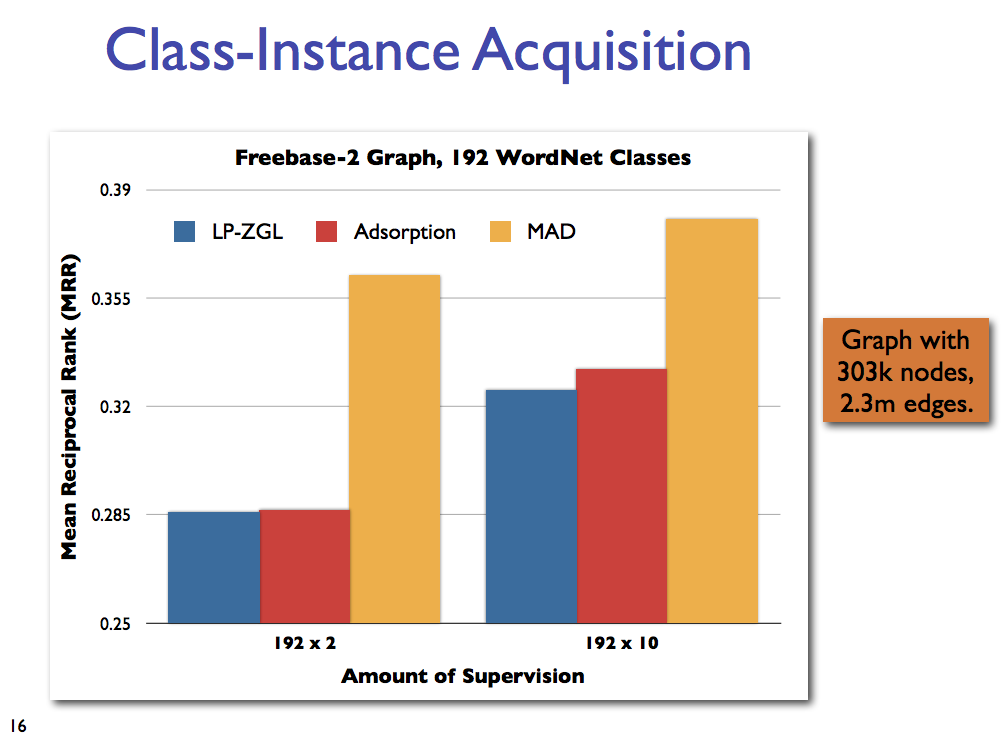 Class-Instance Acquisition
Freebase-2 Graph, 192 WordNet Classes
0.39
LP-ZGL
Adsorption
MAD
0.355
0.32
0.285
0.25
Mean Reciprocal Rank (MRR)
192 x 2
192 x 10
Amount of Supervision
Graph with
303k nodes,
2.3m edges.
16